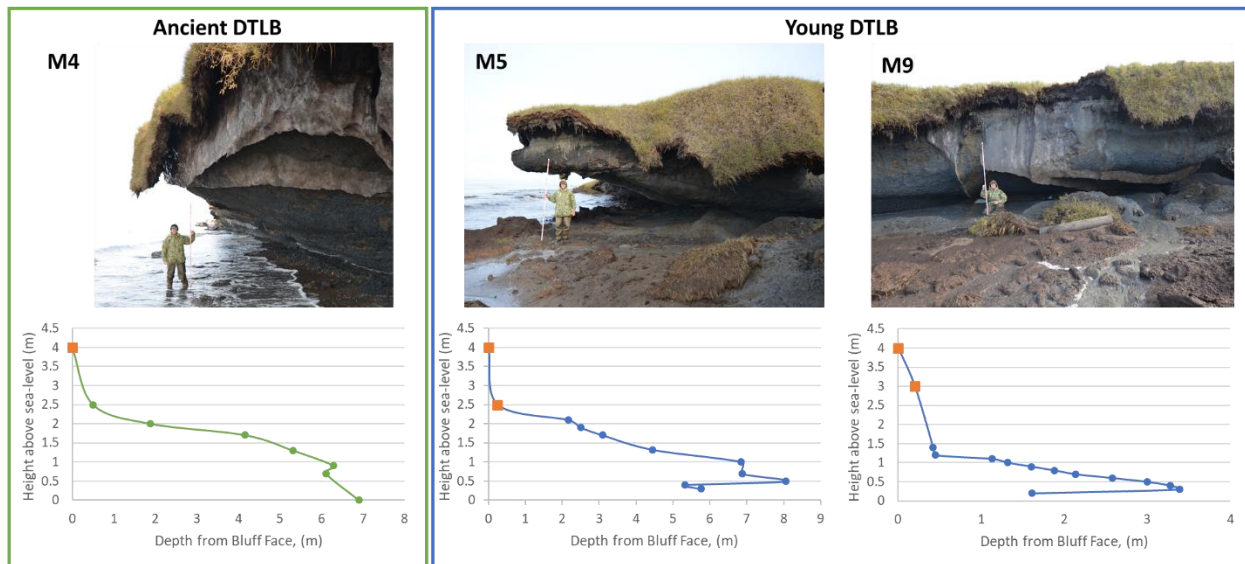 Ancient DTLB
Young DTLB
M4
M5
M9
Height above sea-level (m)
4.5
4
3.5
3
2.5
2
1.5
1
0.5
0
0 1 2 3 4 5 6 7 8
Depth from Bluff Face, (m)
Height above sea-level (m)
4.5
4
3.5
3
2.5
2
1.5
1
0.5
0
0 1 2 3 4 5 6 7 8 9
Depth from Bluff Face, (m)
Height above sea-level (m)
4.5
4
3.5
3
2.5
2
1.5
1
0.5
0
0 1 2 3 4
Depth from Bluff Face, (m)